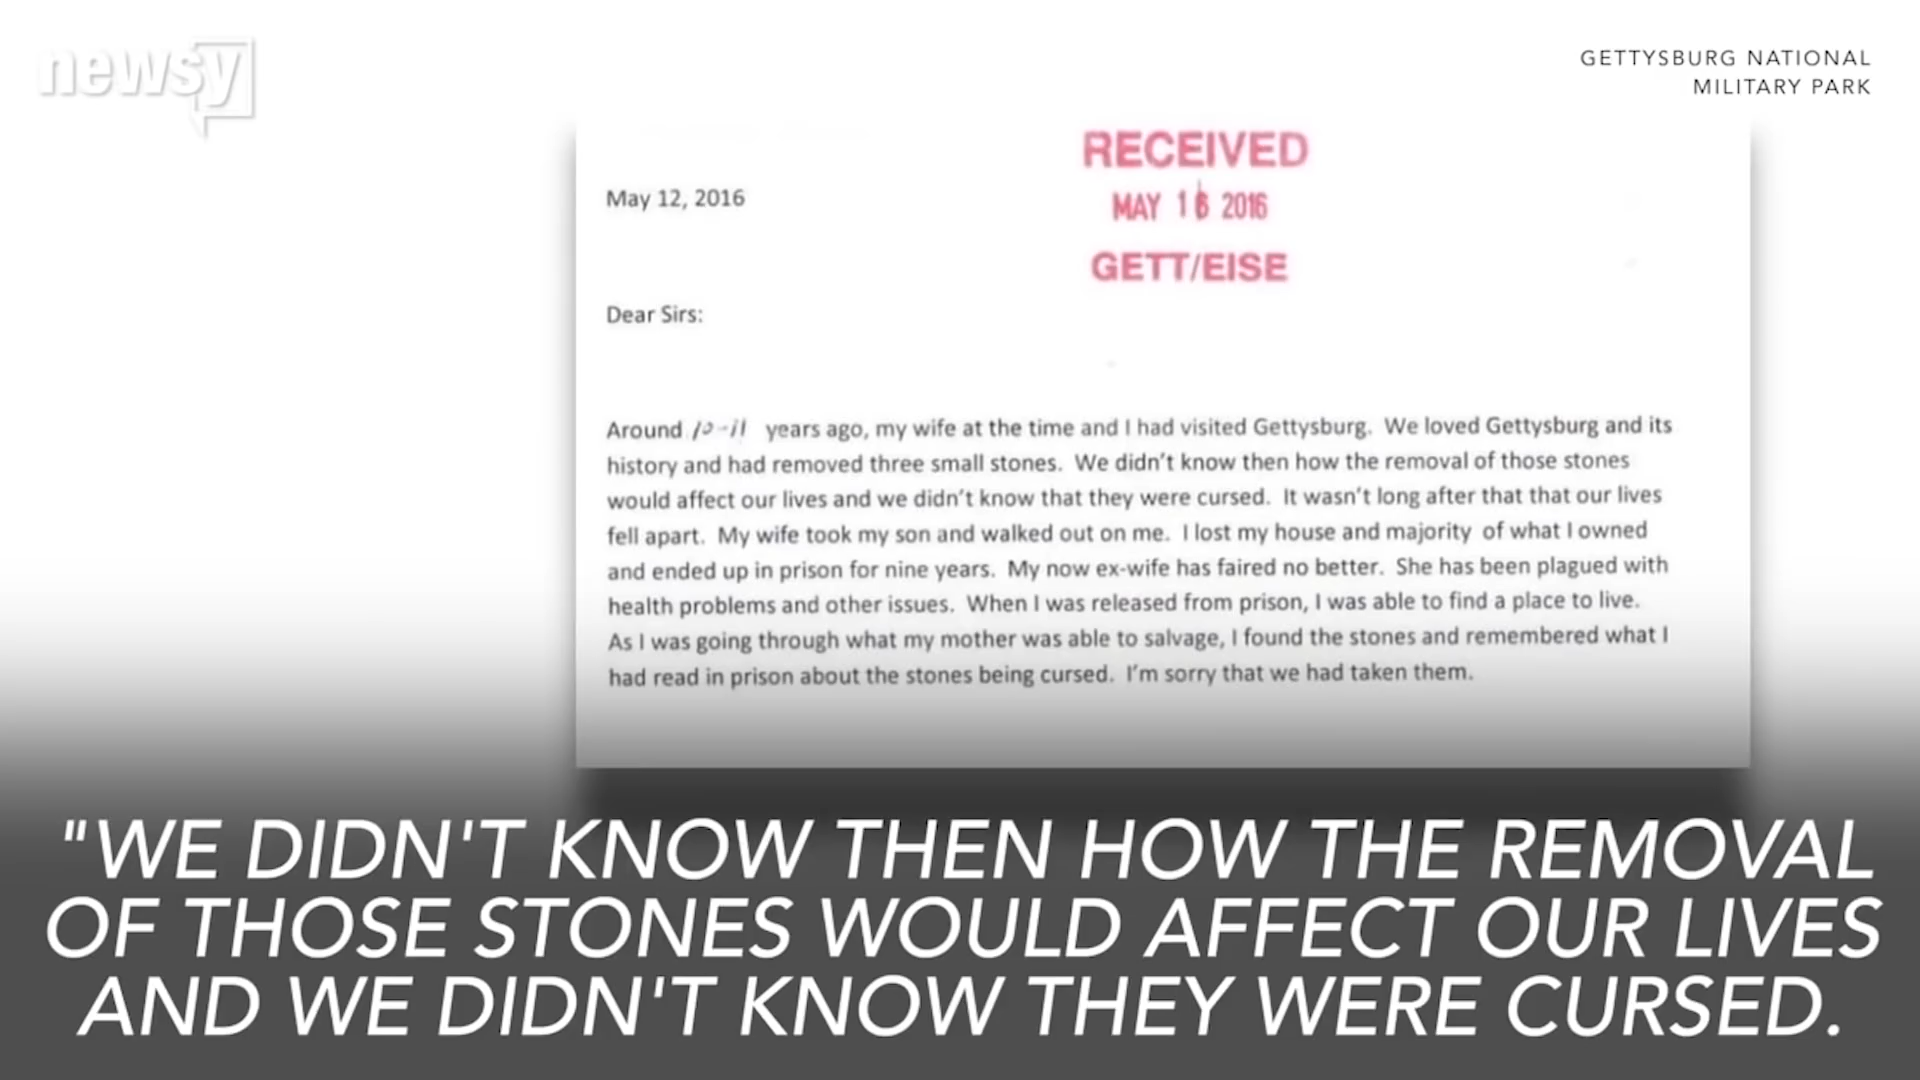 newsy
GETTYSBURG NATIONAL
MILITARY PARK
RECEIVED
MAY 16 2016
GETT/EISE
May 12, 2016
Dear Sirs:
Around 10-11 years ago, my wife at the time and I had visited Gettysburg. We loved Gettysburg and its
history and had removed three small stones. We didn't know then how the removal of those stones
would affect our lives and we didn't know that they were cursed. It wasn't long after that that our lives
fell apart. My wife took my son and walked out on me. I lost my house and majority of what I owned
and ended up in prison for nine years. My now ex-wife has faired no better. She has been plagued with
health problems and other issues. When I was released from prison, I was able to find a place to live.
As I was going through what my mother was able to salvage, I found the stones and remembered what I
had read in prison about the stones being cursed. I'm sorry that we had taken them.
"WE DIDN'T KNOW THEN HOW THE REMOVAL
OF THOSE STONES WOULD AFFECT OUR LIVES
AND WE DIDN'T KNOW THEY WERE CURSED.